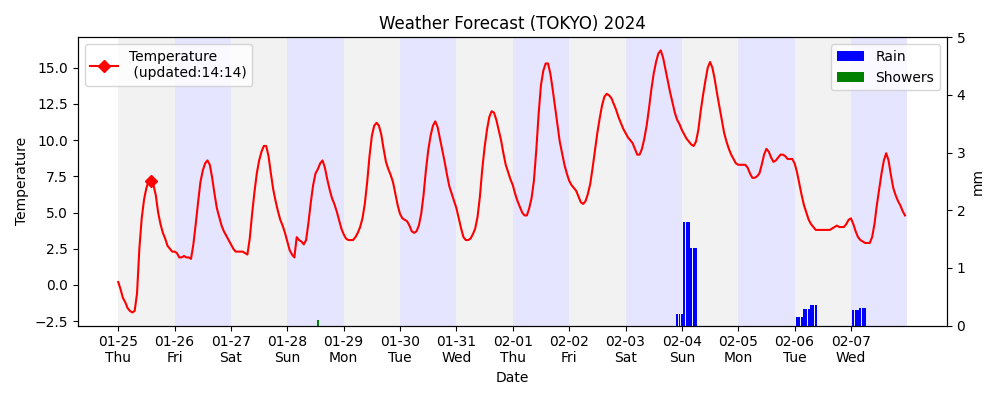 Weather Forecast (TOKYO) 2024
Temperature
(updated:14:14)
Rain
Showers
Temperature
15.0
12.5
10.0
7.5
5.0
2.5
0.0
−2.5
5
4
3
2
1
0
mm
01-25 01-26 01-27 01-28 01-29 01-30 01-31 02-01 02-02 02-03 02-04 02-05 02-06 02-07
Thu Fri Sat Sun Mon Tue Wed Thu Fri Sat Sun Mon Tue Wed
Date